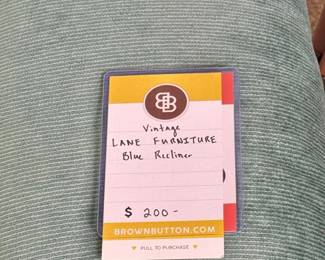 BB
Vintage
LANE FURNITURE
Blue Recliner
$ 200-
BROWNBUTTON.COM
PULL TO PURCHASE